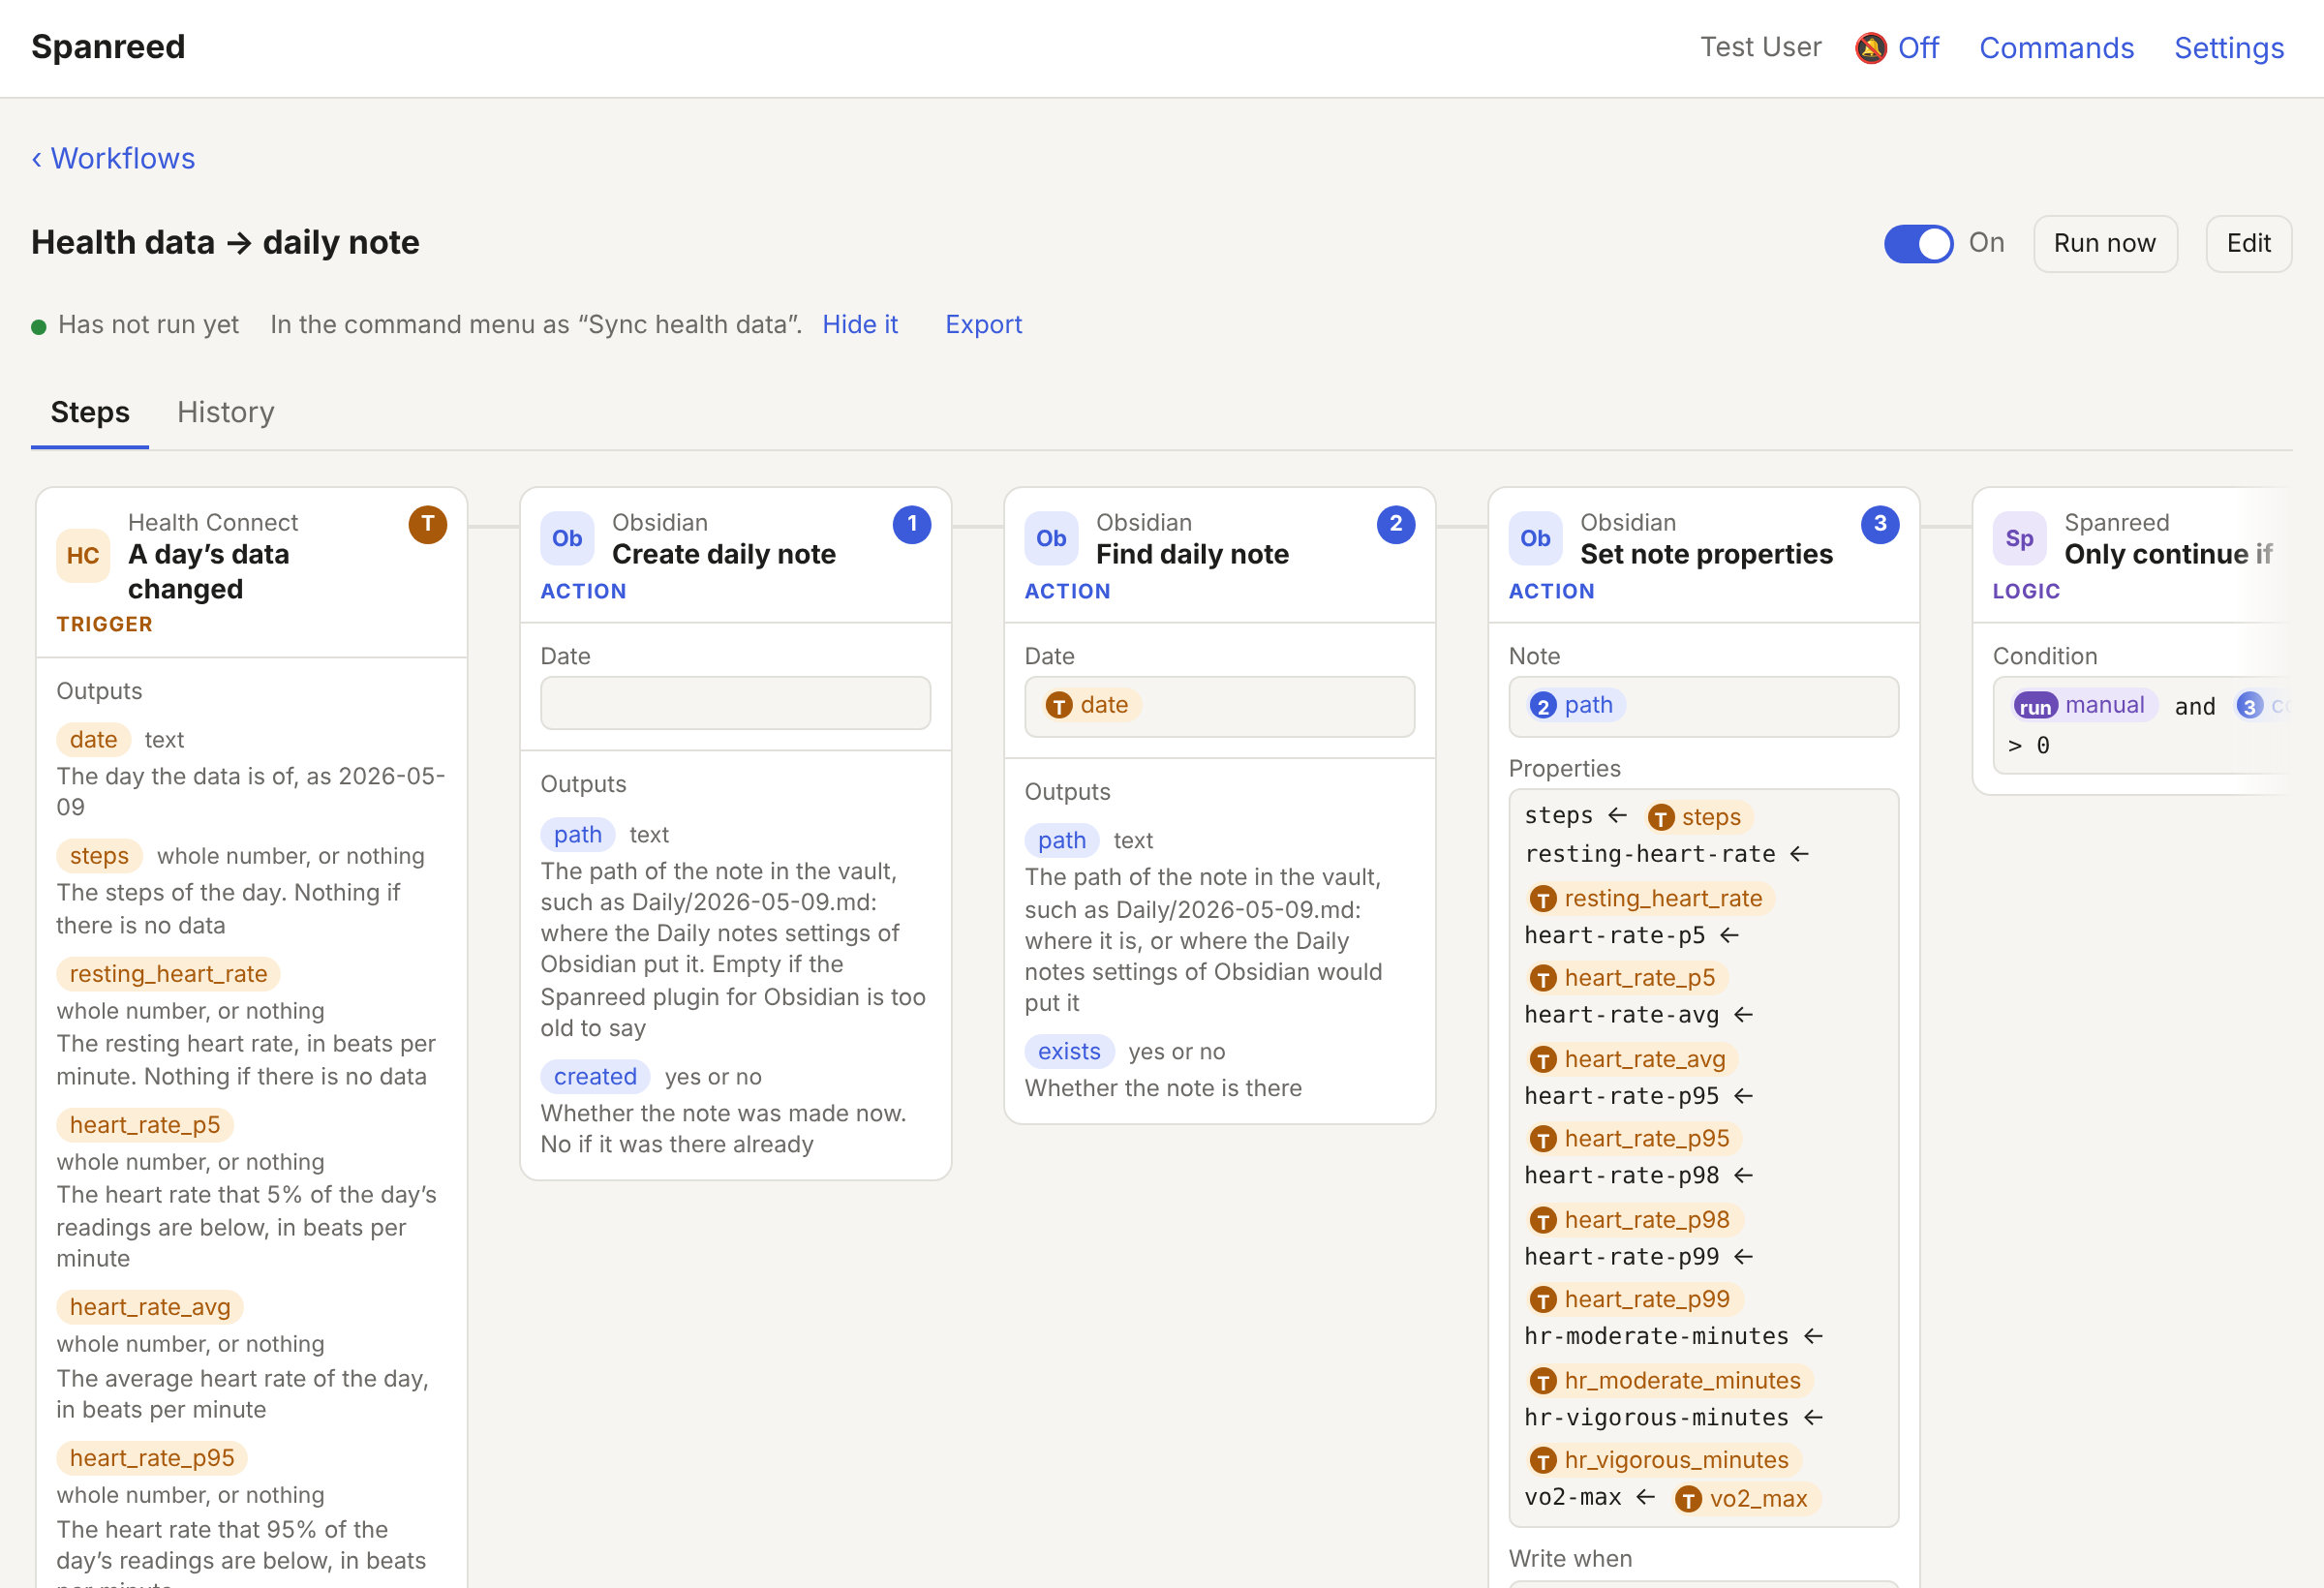 Spanreed
Test User
Off
Commands
Settings
‹ Workflows
Health data → daily note
On
Run now
Edit
Has not run yet
In the command menu as “Sync health data”.
Hide it
Export
Steps
History
HC
Health Connect
A day’s data
changed
T
TRIGGER
Outputs
date text
The day the data is of, as 2026-05-
09
steps whole number, or nothing
The steps of the day. Nothing if
there is no data
resting_heart_rate
whole number, or nothing
The resting heart rate, in beats per
minute. Nothing if there is no data
heart_rate_p5
whole number, or nothing
The heart rate that 5% of the day’s
readings are below, in beats per
minute
heart_rate_avg
whole number, or nothing
The average heart rate of the day,
in beats per minute
heart_rate_p95
whole number, or nothing
The heart rate that 95% of the
day’s readings are below, in beats
Ob
Obsidian
Create daily note
1
ACTION
Date
Outputs
path text
The path of the note in the vault,
such as Daily/2026-05-09.md:
where the Daily notes settings of
Obsidian put it. Empty if the
Spanreed plugin for Obsidian is too
old to say
created yes or no
Whether the note was made now.
No if it was there already
Ob
Obsidian
Find daily note
2
ACTION
Date
T date
Outputs
path text
The path of the note in the vault,
such as Daily/2026-05-09.md:
where it is, or where the Daily
notes settings of Obsidian would
put it
exists yes or no
Whether the note is there
Ob
Obsidian
Set note properties
3
ACTION
Note
2 path
Properties
steps ← T steps
resting-heart-rate ←
T resting_heart_rate
heart-rate-p5 ←
T heart_rate_p5
heart-rate-avg ←
T heart_rate_avg
heart-rate-p95 ←
T heart_rate_p95
heart-rate-p98 ←
T heart_rate_p98
heart-rate-p99 ←
T heart_rate_p99
hr-moderate-minutes ←
T hr_moderate_minutes
hr-vigorous-minutes ←
T hr_vigorous_minutes
vo2-max ← T vo2_max
Write when
Sp
Spanreed
Only continue if
LOGIC
Condition
run manual and 3
> 0